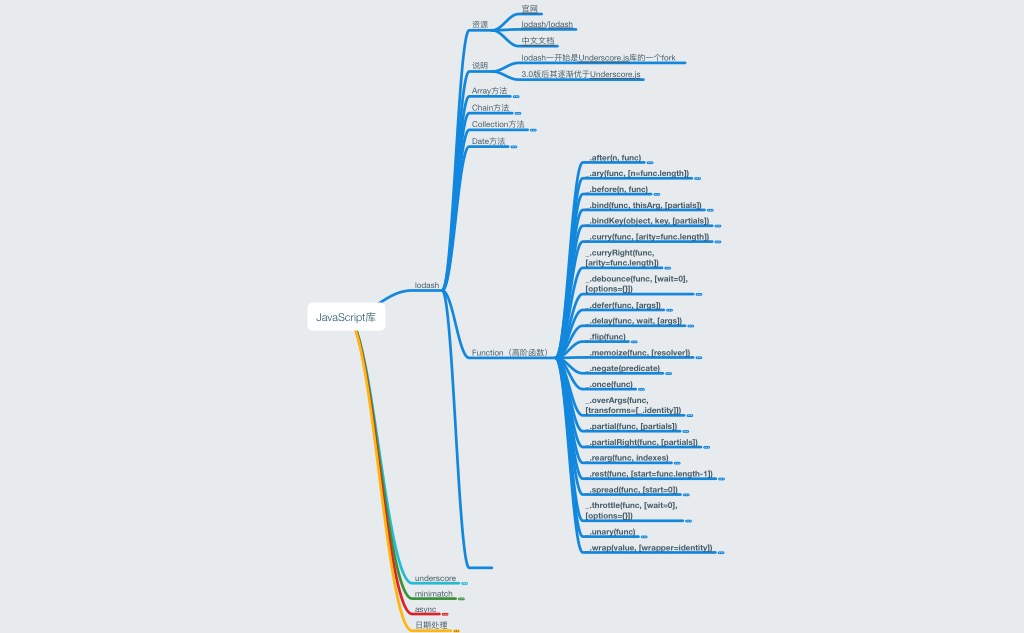 官网
资源
lodash/lodash
中文文档
lodash一开始是Underscore.js库的一个fork
说明
3.0版后其逐渐优于Underscore.js
Array方法
Chain方法
Collection方法
Date方法
_.after(n, func)
_.ary(func, [n=func.length])
_.before(n, func)
_.bind(func, thisArg, [partials])
_.bindKey(object, key, [partials])
_.curry(func, [arity=func.length])
_.curryRight(func,
[arity=func.length])
_.debounce(func, [wait=0],
[options={}])
lodash
_.defer(func, [args])
JavaScript库
_.delay(func, wait, [args])
_.flip(func)
Function（高阶函数）
_.memoize(func, [resolver])
_.negate(predicate)
_.once(func)
_.overArgs(func,
[transforms=[_.identity]])
_.partial(func, [partials])
_.partialRight(func, [partials])
_.rearg(func, indexes)
_.rest(func, [start=func.length-1])
_.spread(func, [start=0])
_.throttle(func, [wait=0],
[options={}])
_.unary(func)
_.wrap(value, [wrapper=identity])
underscore
minimatch
async
日期处理